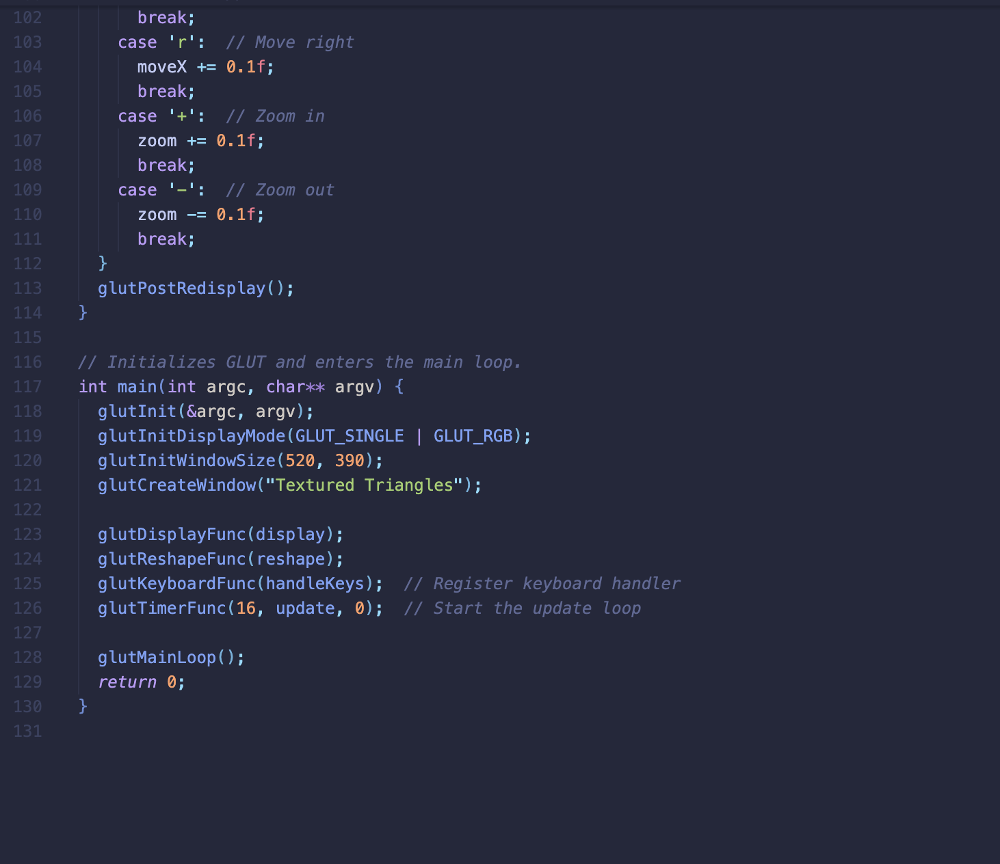 102 break;
103 case 'r': // Move right
104 moveX += 0.1f;
105 break;
106 case '+': // Zoom in
107 zoom += 0.1f;
108 break;
109 case '-': // Zoom out
110 zoom -= 0.1f;
111 break;
112 }
113 glutPostRedisplay();
114 }
115
116 // Initializes GLUT and enters the main loop.
117 int main(int argc, char** argv) {
118 glutInit(&argc, argv);
119 glutInitDisplayMode(GLUT_SINGLE | GLUT_RGB);
120 glutInitWindowSize(520, 390);
121 glutCreateWindow("Textured Triangles");
122
123 glutDisplayFunc(display);
124 glutReshapeFunc(reshape);
125 glutKeyboardFunc(handleKeys); // Register keyboard handler
126 glutTimerFunc(16, update, 0); // Start the update loop
127
128 glutMainLoop();
129 return 0;
130 }
131